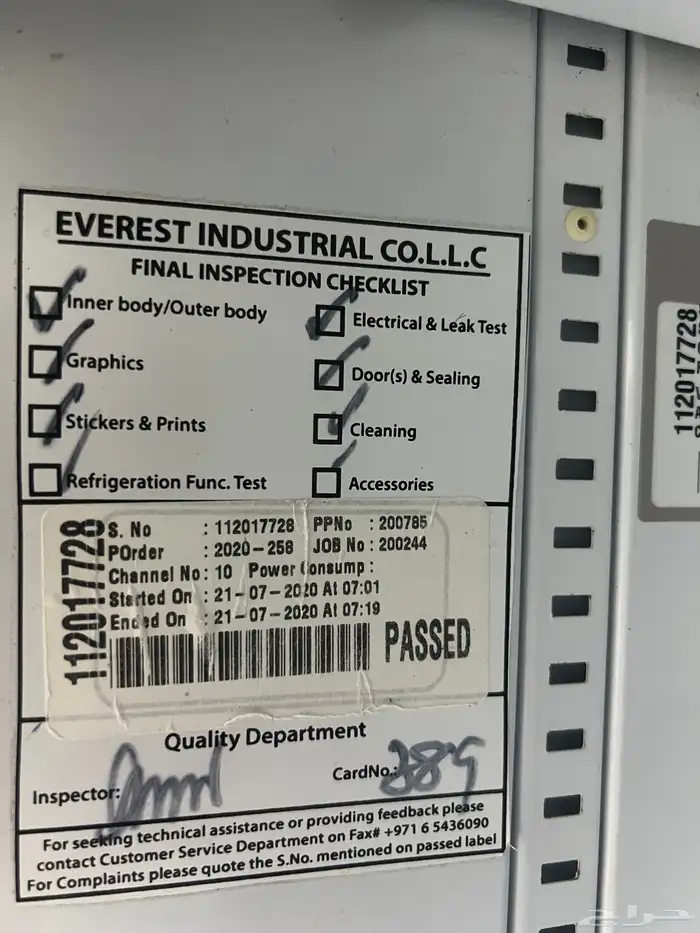 EVEREST INDUSTRIAL CO.L.L.C
FINAL INSPECTION CHECKLIST
Inner body/Outer body
Electrical & Leak Test
Graphics
Door(s) & Sealing
Stickers & Prints
Cleaning
Refrigeration Func. Test
Accessories
112017728
S. No : 112017728 PPNo : 200785
POrder : 2020-258 JOB No : 200244
Channel No : 10 Power Consump :
Started On : 21-07-2020 At 07:01
Ended On : 21-07-2020 At 07:19
PASSED
Quality Department
Inspector:
CardNo.: 389
For seeking technical assistance or providing feedback please
contact Customer Service Department on Fax# +971 6 5436090
For Complaints please quote the S.No. mentioned on passed label
112017728
حراج